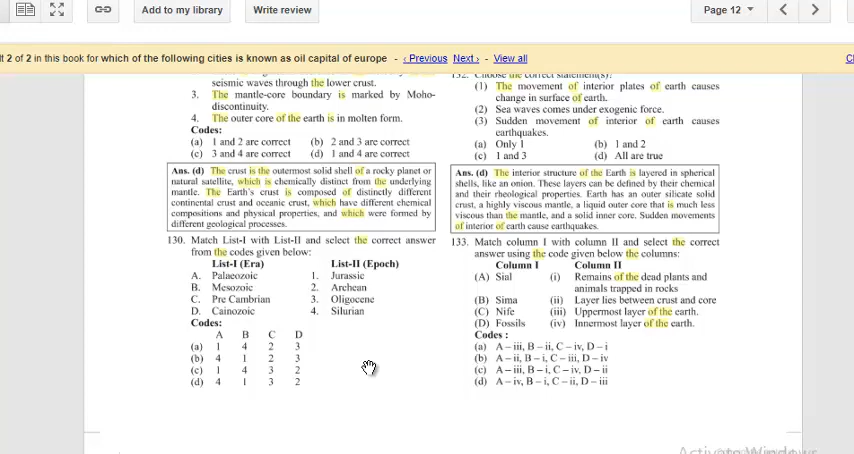 Add to my library
Write review
Page 12
lt 2 of 2 in this book for which of the following cities is known as oil capital of europe - ‹ Previous Next › - View all
seismic waves through the lower crust.
3. The mantle-core boundary is marked by Moho-
discontinuity.
4. The outer core of the earth is in molten form.
Codes:
(a) 1 and 2 are correct (b) 2 and 3 are correct
(c) 3 and 4 are correct (d) 1 and 4 are correct
Ans. (d) The crust is the outermost solid shell of a rocky planet or
natural satellite, which is chemically distinct from the underlying
mantle. The Earth's crust is composed of distinctly different
continental crust and oceanic crust, which have different chemical
compositions and physical properties, and which were formed by
different geological processes.
130. Match List-I with List-II and select the correct answer
from the codes given below:
List-I (Era) List-II (Epoch)
A. Palaeozoic 1. Jurassic
B. Mesozoic 2. Archean
C. Pre Cambrian 3. Oligocene
D. Cainozoic 4. Silurian
Codes:
A B C D
(a) 1 4 2 3
(b) 4 1 2 3
(c) 1 4 3 2
(d) 4 1 3 2
132. Choose the correct statement(s)?
(1) The movement of interior plates of earth causes
change in surface of earth.
(2) Sea waves comes under exogenic force.
(3) Sudden movement of interior of earth causes
earthquakes.
(a) Only 1 (b) 1 and 2
(c) 1 and 3 (d) All are true
Ans. (d) The interior structure of the Earth is layered in spherical
shells, like an onion. These layers can be defined by their chemical
and their rheological properties. Earth has an outer silicate solid
crust, a highly viscous mantle, a liquid outer core that is much less
viscous than the mantle, and a solid inner core. Sudden movements
of interior of earth cause earthquakes.
133. Match column I with column II and select the correct
answer using the code given below the columns:
Column I Column II
(A) Sial (i) Remains of the dead plants and
animals trapped in rocks
(B) Sima (ii) Layer lies between crust and core
(C) Nife (iii) Uppermost layer of the earth.
(D) Fossils (iv) Innermost layer of the earth.
Codes :
(a) A – iii, B – ii, C – iv, D – i
(b) A – ii, B – i, C – iii, D – iv
(c) A – iii, B – i, C – iv, D – ii
(d) A – iv, B – i, C – ii, D – iii
Activate Windows